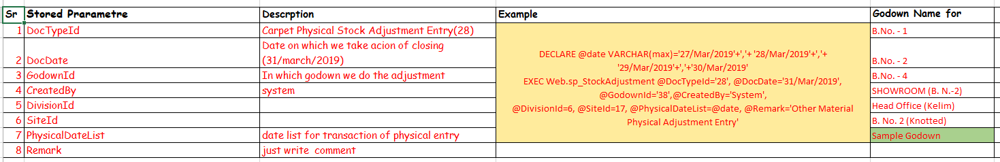 Sr Stored Prarametre Descrption Example Godown Name for
1 DocTypeId Carpet Physical Stock Adjustment Entry(28) B.No. - 1
Date on which we take acion of closing
2 DocDate (31/march/2019) B.No. - 2
3 GodownId In which godown we do the adjustment B.No. - 4
4 CreatedBy system SHOWROOM (B. N.-2)
5 DivisionId Head Office (Kelim)
6 SiteId B. No. 2 (Knotted)
7 PhysicalDateList date list for transaction of physical entry Sample Godown
8 Remark just write comment
DECLARE @date VARCHAR(max)='27/Mar/2019'+','+ '28/Mar/2019'+','+
'29/Mar/2019'+','+'30/Mar/2019'
EXEC Web.sp_StockAdjustment @DocTypeId='28', @DocDate='31/Mar/2019',
@GodownId='38',@CreatedBy='System',
@DivisionId=6, @SiteId=17, @PhysicalDateList=@date, @Remark='Other Material
Physical Adjustment Entry'